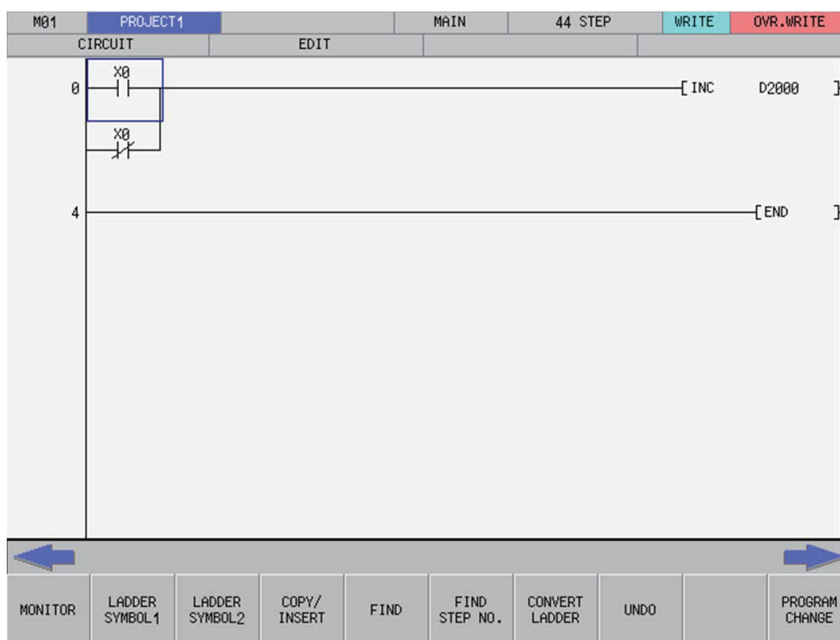 M01 PROJECT1 MAIN 44 STEP WRITE OVR.WRITE
CIRCUIT EDIT
X0
0 [ INC D2000 ]
X0
4 [ END ]
MONITOR LADDER SYMBOL1 LADDER SYMBOL2 COPY/ INSERT FIND FIND STEP NO. CONVERT LADDER UNDO PROGRAM CHANGE